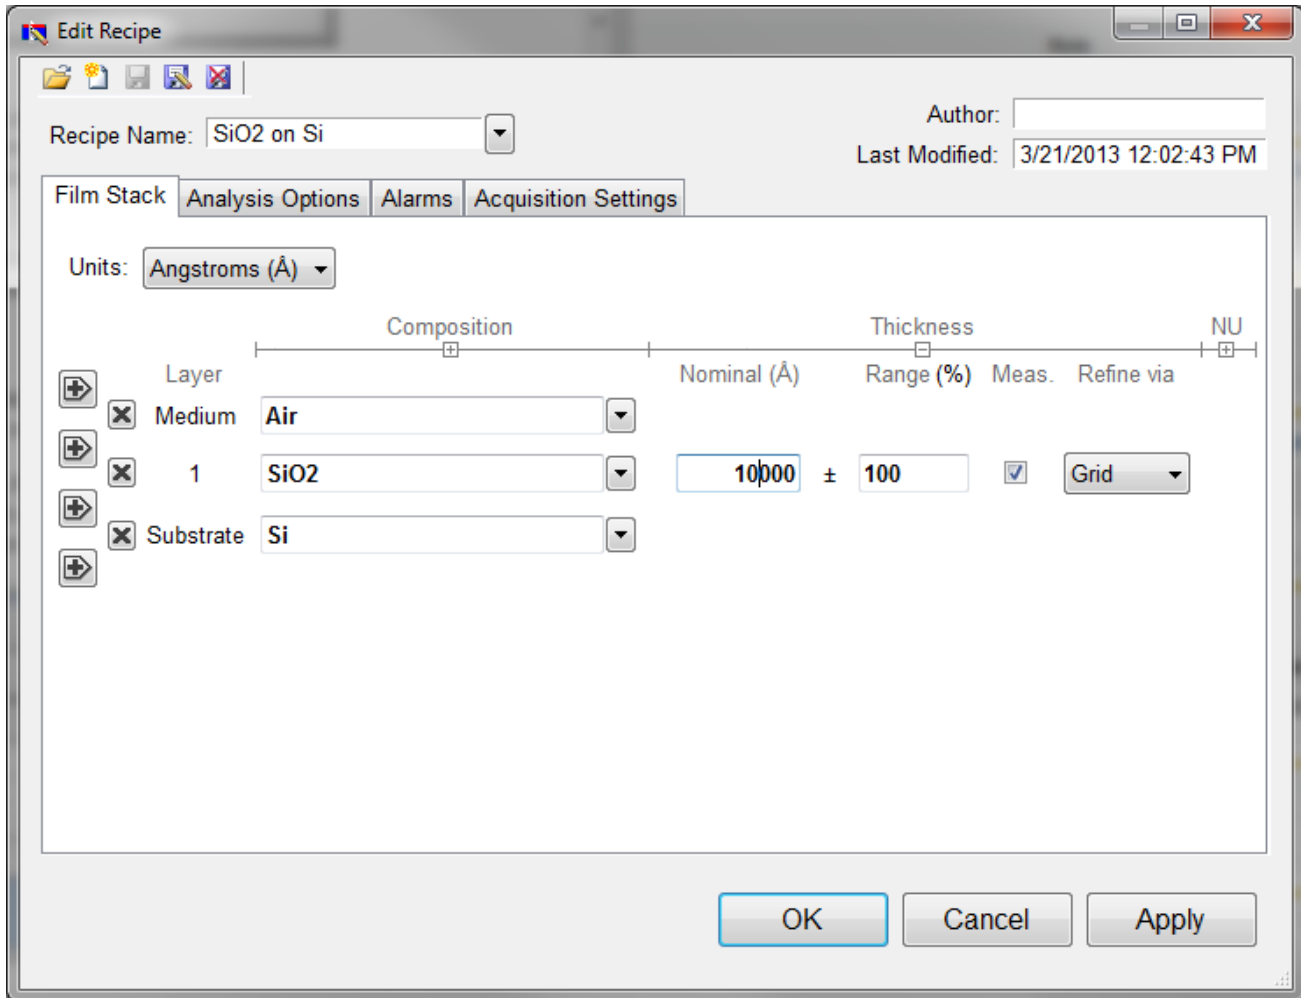 Edit Recipe
Author:
Recipe Name: SiO2 on Si
Last Modified: 3/21/2013 12:02:43 PM
Film Stack Analysis Options Alarms Acquisition Settings
Units: Angstroms (Å)
Composition Thickness NU
Layer Nominal (Å) Range (%) Meas. Refine via
Medium Air
1 SiO2 10000 ± 100 Grid
Substrate Si
OK Cancel Apply